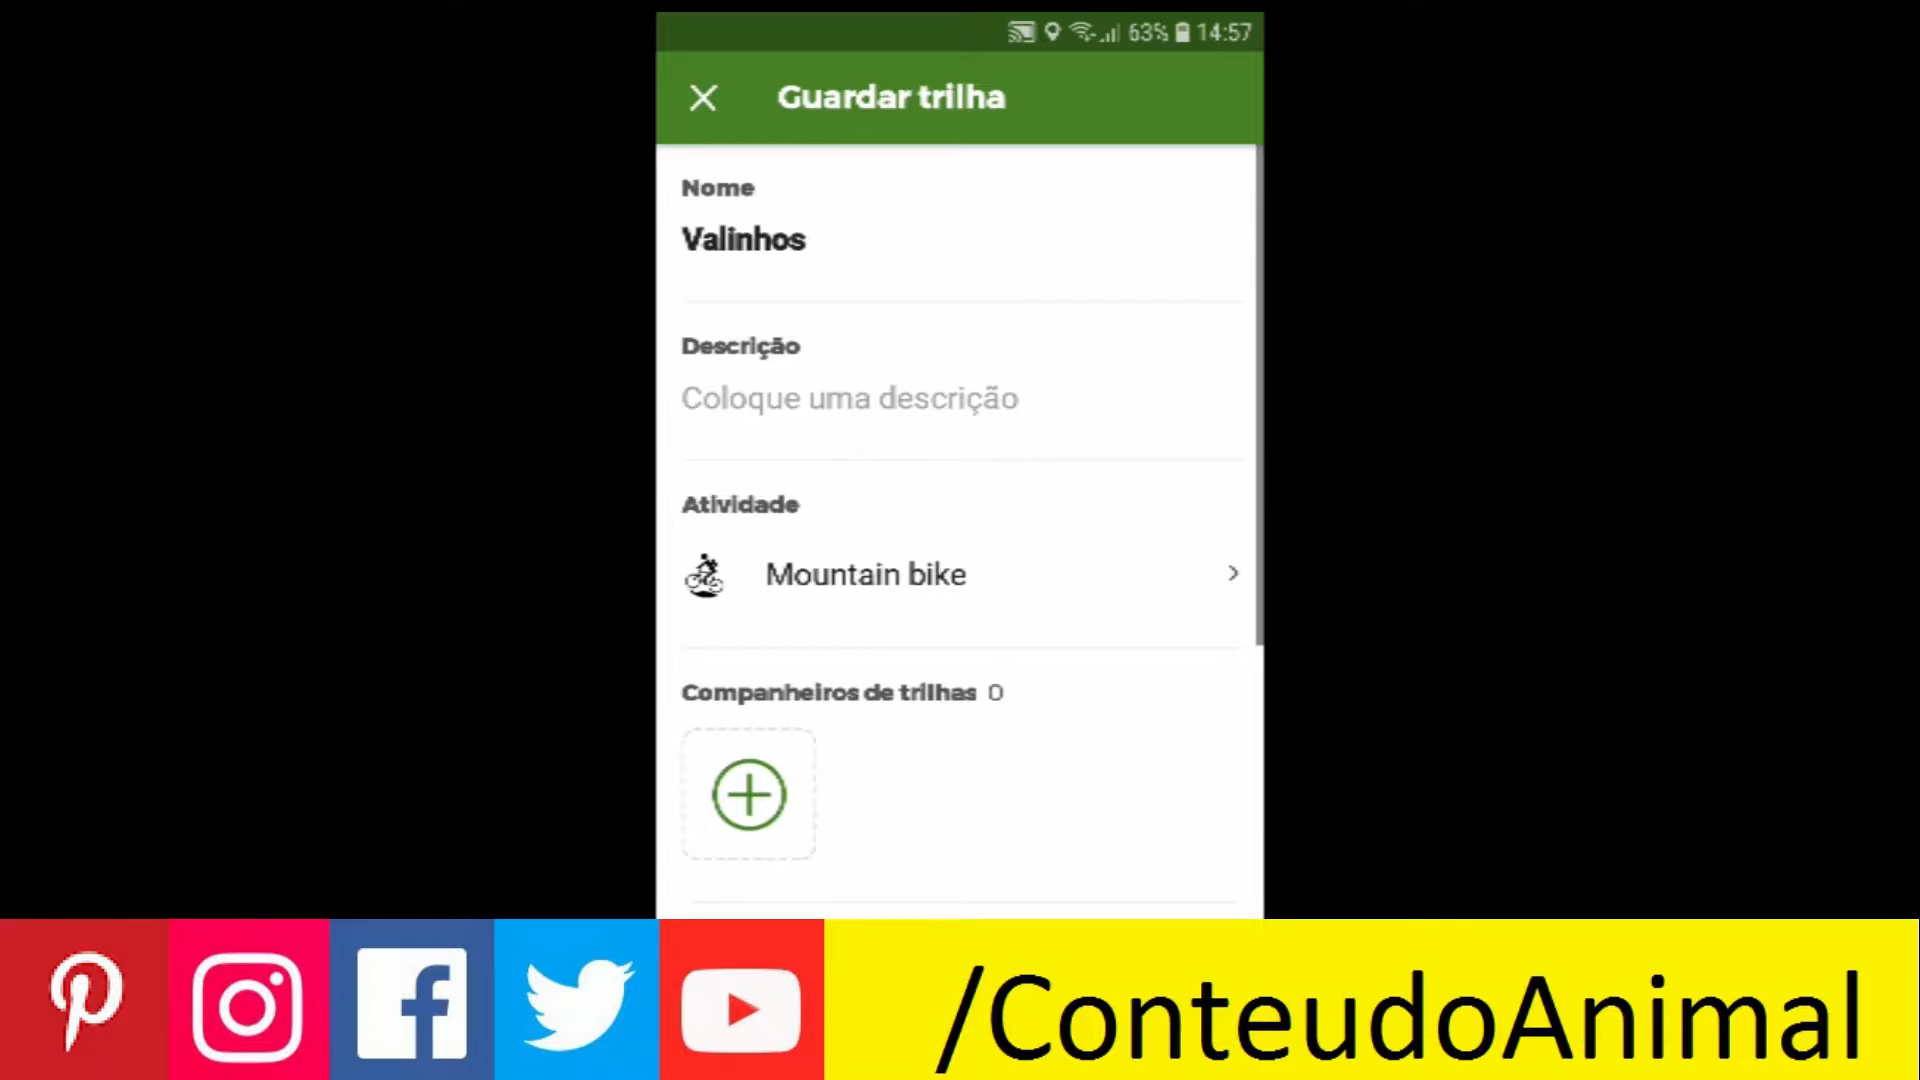 63% 14:57
Guardar trilha
Nome
Valinhos
Descrição
Coloque uma descrição
Atividade
Mountain bike
Companheiros de trilhas 0
/ConteudoAnimal